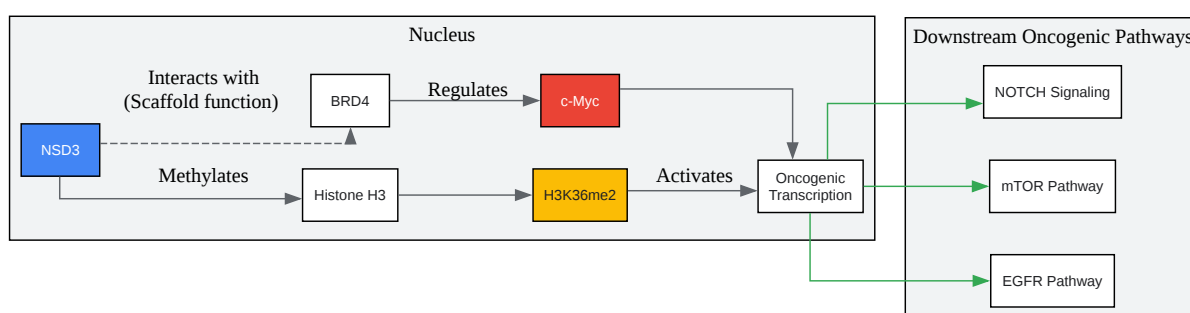 Nucleus
Downstream Oncogenic Pathways
Interacts with
(Scaffold function)
BRD4
Regulates
c-Myc
NOTCH Signaling
NSD3
Methylates
Histone H3
H3K36me2
Activates
Oncogenic
Transcription
mTOR Pathway
EGFR Pathway